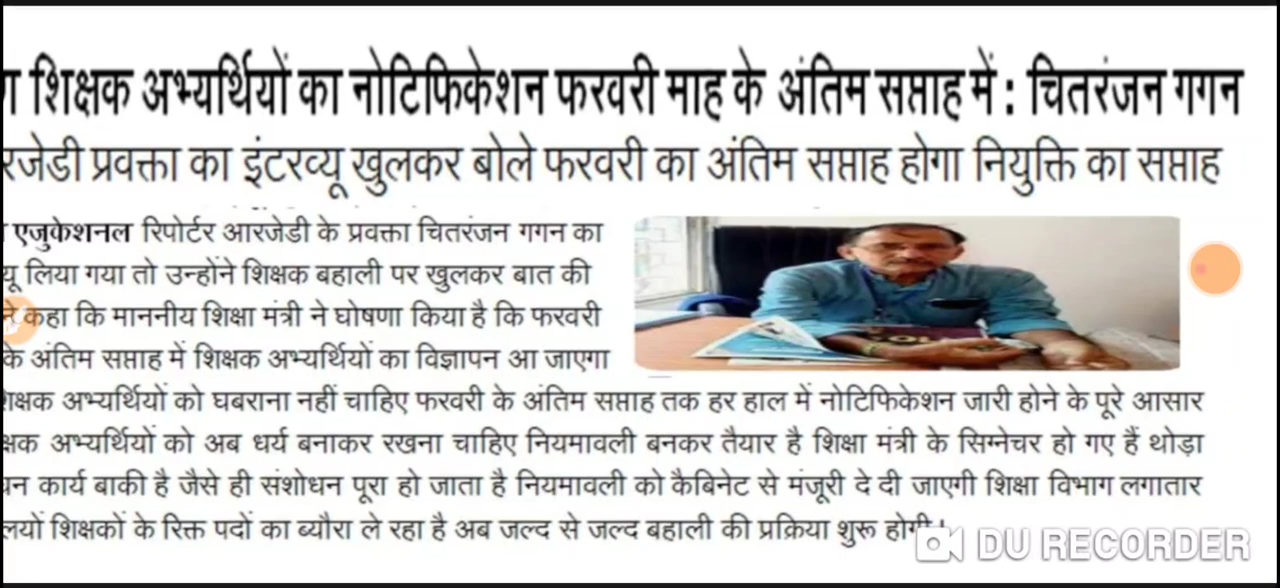 शिक्षक अभ्यर्थियों का नोटिफिकेशन फरवरी माह के अंतिम सप्ताह में : चितरंजन गगन
रजेडी प्रवक्ता का इंटरव्यू खुलकर बोले फरवरी का अंतिम सप्ताह होगा नियुक्ति का सप्ताह
एजुकेशनल रिपोर्टर आरजेडी के प्रवक्ता चितरंजन गगन का
यू लिया गया तो उन्होंने शिक्षक बहाली पर खुलकर बात की
ने कहा कि माननीय शिक्षा मंत्री ने घोषणा किया है कि फरवरी
के अंतिम सप्ताह में शिक्षक अभ्यर्थियों का विज्ञापन आ जाएगा
अभ्यर्थियों को घबराना नहीं चाहिए फरवरी के अंतिम सप्ताह तक हर हाल में नोटिफिकेशन जारी होने के पूरे आसार
क्षक अभ्यर्थियों को अब धर्य बनाकर रखना चाहिए नियमावली बनकर तैयार है शिक्षा मंत्री के सिग्नेचर हो गए हैं थोड़ा
कार्य बाकी है जैसे ही संशोधन पूरा हो जाता है नियमावली को कैबिनेट से मंजूरी दे दी जाएगी शिक्षा विभाग लगातार
लयों शिक्षकों के रिक्त पदों का ब्यौरा ले रहा है अब जल्द से जल्द बहाली की प्रक्रिया शुरू होगी
DU RECORDER